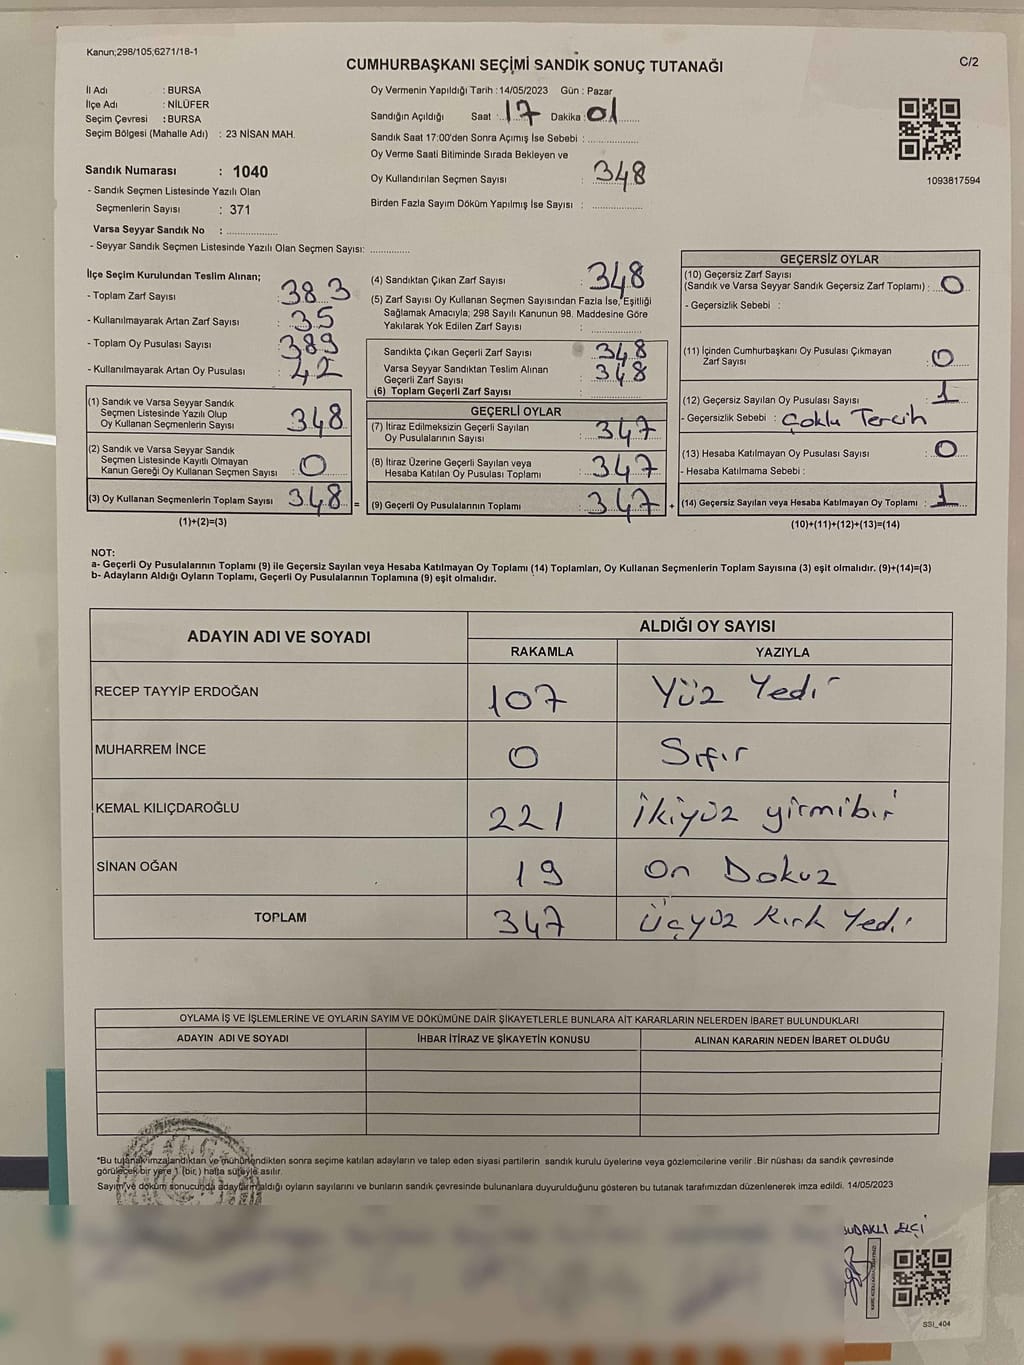 Kanun;298/105,6271/18-1
CUMHURBAŞKANI SEÇİMİ SANDIK SONUÇ TUTANAĞI
C/2
İl Adı : BURSA
İlçe Adı : NİLÜFER
Seçim Çevresi : BURSA
Seçim Bölgesi (Mahalle Adı) : 23 NİSAN MAH.
Sandık Numarası : 1040
- Sandık Seçmen Listesinde Yazılı Olan
Seçmenlerin Sayısı : 371
Varsa Seyyar Sandık No : ................
- Seyyar Sandık Seçmen Listesinde Yazılı Olan Seçmen Sayısı: ............
Oy Vermenin Yapıldığı Tarih : 14/05/2023 Gün : Pazar
Sandığın Açıldığı Saat : 17 Dakika : 01
Sandık Saat 17:00'den Sonra Açımış İse Sebebi : ................
Oy Verme Saati Bitiminde Sırada Bekleyen ve
Oy Kullandırılan Seçmen Sayısı : 348
Birden Fazla Sayım Döküm Yapılmış İse Sayısı : ................
1093817594
İlçe Seçim Kurulundan Teslim Alınan;
- Toplam Zarf Sayısı : 383
- Kullanılmayarak Artan Zarf Sayısı : 35
- Toplam Oy Pusulası Sayısı : 389
- Kullanılmayarak Artan Oy Pusulası : 42
(1) Sandık ve Varsa Seyyar Sandık
Seçmen Listesinde Yazılı Olup
Oy Kullanan Seçmenlerin Sayısı : 348
(2) Sandık ve Varsa Seyyar Sandık
Seçmen Listesinde Kayıtlı Olmayan
Kanun Gereği Oy Kullanan Seçmen Sayısı : 0
(3) Oy Kullanan Seçmenlerin Toplam Sayısı : 348 =
(1)+(2)=(3)
(4) Sandıktan Çıkan Zarf Sayısı : 348
(5) Zarf Sayısı Oy Kullanan Seçmen Sayısından Fazla İse, Eşitliği
Sağlamak Amacıyla; 298 Sayılı Kanunun 98. Maddesine Göre
Yakılarak Yok Edilen Zarf Sayısı : ................
Sandıkta Çıkan Geçerli Zarf Sayısı : 348
Varsa Seyyar Sandıktan Teslim Alınan
Geçerli Zarf Sayısı : 348
(6) Toplam Geçerli Zarf Sayısı :
GEÇERLİ OYLAR
(7) İtiraz Edilmeksizin Geçerli Sayılan
Oy Pusulalarının Sayısı : 347
(8) İtiraz Üzerine Geçerli Sayılan veya
Hesaba Katılan Oy Pusulası Toplamı : 347
(9) Geçerli Oy Pusulalarının Toplamı : 347 +
GEÇERSİZ OYLAR
(10) Geçersiz Zarf Sayısı
(Sandık ve Varsa Seyyar Sandık Geçersiz Zarf Toplamı) : 0
- Geçersizlik Sebebi :
(11) İçinden Cumhurbaşkanı Oy Pusulası Çıkmayan
Zarf Sayısı : 0
(12) Geçersiz Sayılan Oy Pusulası Sayısı : 1
- Geçersizlik Sebebi : Çoklu Tercih
(13) Hesaba Katılmayan Oy Pusulası Sayısı : 0
- Hesaba Katılmama Sebebi :
(14) Geçersiz Sayılan veya Hesaba Katılmayan Oy Toplamı : 1
(10)+(11)+(12)+(13)=(14)
NOT:
a- Geçerli Oy Pusulalarının Toplamı (9) ile Geçersiz Sayılan veya Hesaba Katılmayan Oy Toplamı (14) Toplamları, Oy Kullanan Seçmenlerin Toplam Sayısına (3) eşit olmalıdır. (9)+(14)=(3)
b- Adayların Aldığı Oyların Toplamı, Geçerli Oy Pusulalarının Toplamına (9) eşit olmalıdır.
ADAYIN ADI VE SOYADI
ALDIĞI OY SAYISI
RAKAMLA YAZIYLA
RECEP TAYYİP ERDOĞAN 107 Yüz Yedi
MUHARREM İNCE 0 Sıfır
KEMAL KILIÇDAROĞLU 221 İkiyüz yirmibir
SİNAN OĞAN 19 On Dokuz
TOPLAM 347 Üçyüz Kırk Yedi
OYLAMA İŞ VE İŞLEMLERİNE VE OYLARIN SAYIM VE DÖKÜMÜNE DAİR ŞİKAYETLERLE BUNLARA AİT KARARLARIN NELERDEN İBARET BULUNDUKLARI
ADAYIN ADI VE SOYADI İHBAR İTİRAZ VE ŞİKAYETİN KONUSU ALINAN KARARIN NEDEN İBARET OLDUĞU
*Bu tutanak imzalandıktan ve mühürlendikten sonra seçime katılan adayların ve talep eden siyasi partilerin sandık kurulu üyelerine veya gözlemcilerine verilir .Bir nüshası da sandık çevresinde
görülecek bir yere 1 (bir) hafta süreyle asılır.
Sayım ve döküm sonucunda adayların aldığı oyların sayılarını ve bunların sandık çevresinde bulunanlara duyurulduğunu gösteren bu tutanak tarafımızdan düzenlenerek imza edildi. 14/05/2023
BUDAKLI ELÇİ
SSI_404